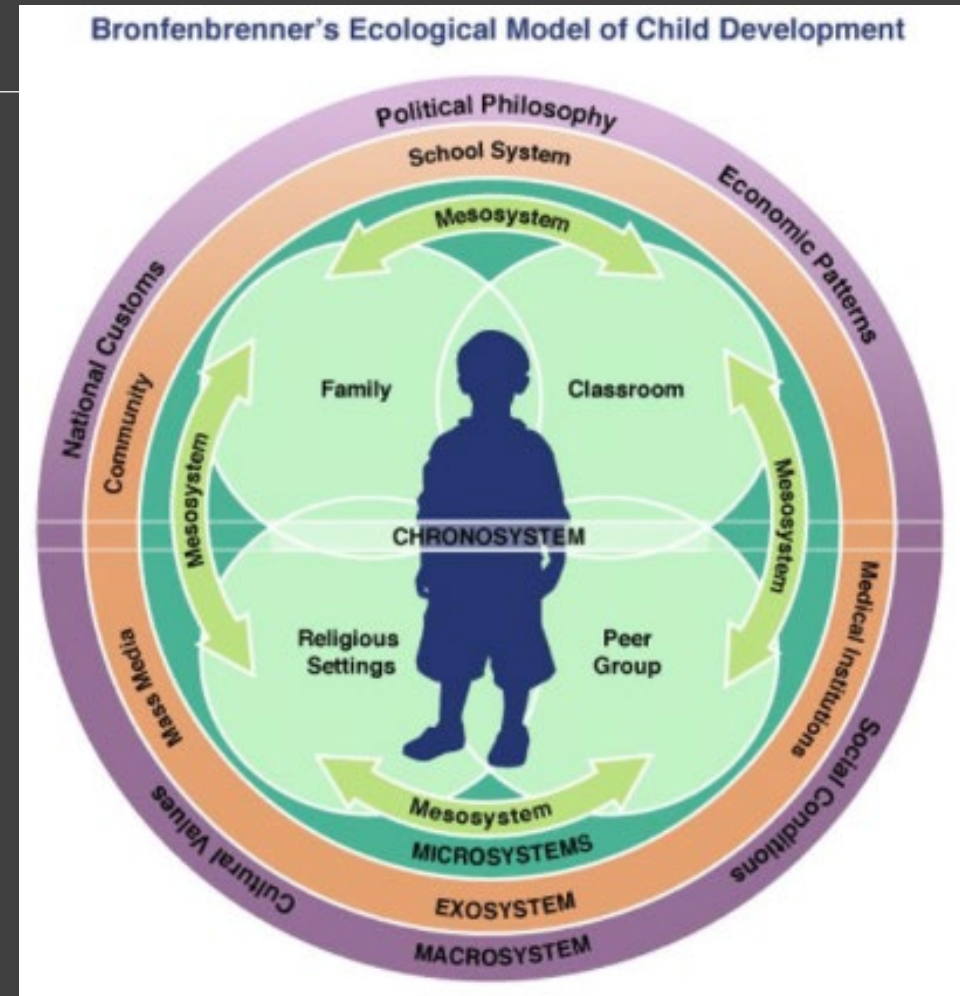 Bronfenbrenner's Ecological Model of Child Development
Political Philosophy
School System
Economic Patterns
Mesosystem
National Customs
Community
Family
Classroom
Mesosystem
Mesosystem
CHRONOSYSTEM
Religious
Settings
Peer
Group
Medical Institutions
Mass Media
Social Conditions
Cultural Values
Mesosystem
MICROSYSTEMS
EXOSYSTEM
MACROSYSTEM